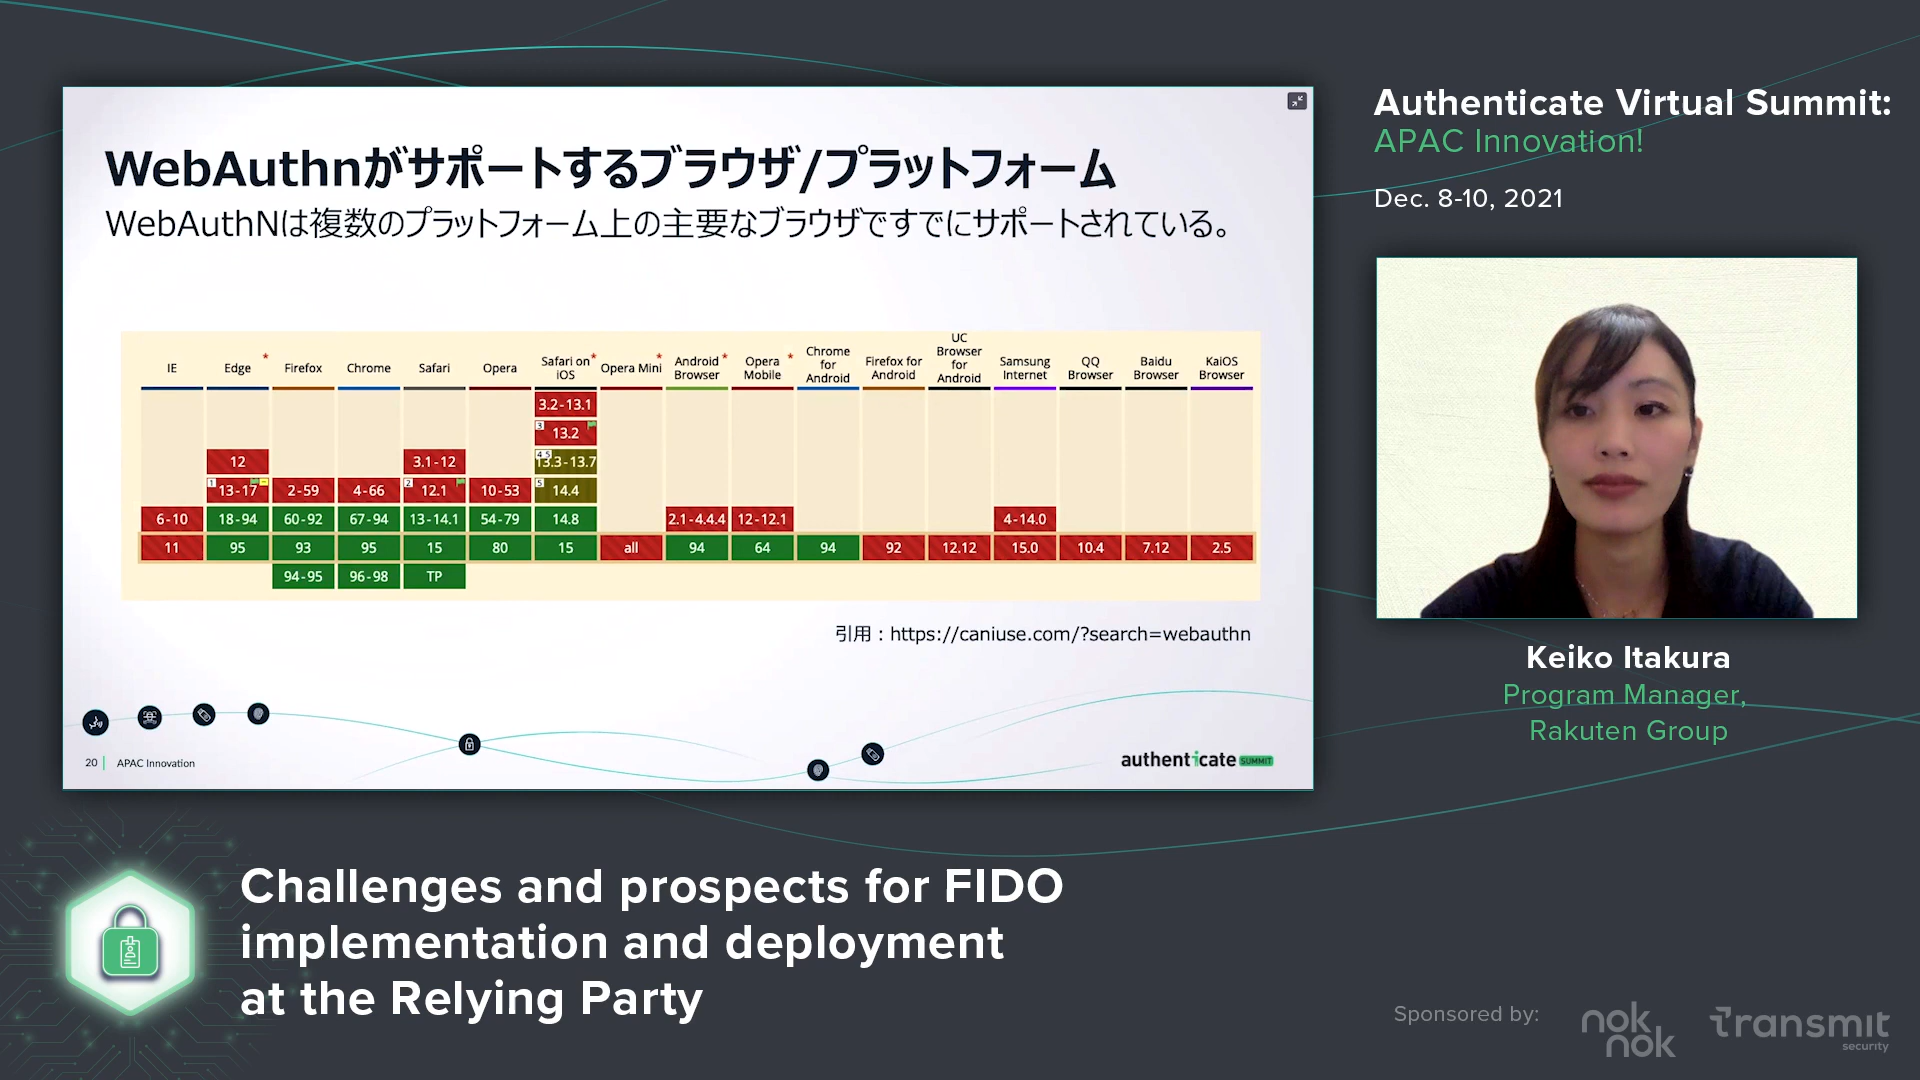 WebAuthnがサポートするブラウザ/プラットフォーム
WebAuthNは複数のプラットフォーム上の主要なブラウザですでにサポートされている。
IE Edge * Firefox Chrome Safari Opera Safari on iOS * Opera Mini * Android Browser * Opera Mobile * Chrome for Android Firefox for Android UC Browser for Android Samsung Internet QQ Browser Baidu Browser KaiOS Browser
3.2-13.1
3 13.2
12 3.1-12 4 5 13.3-13.7
1 13-17 2-59 4-66 2 12.1 10-53 5 14.4
6-10 18-94 60-92 67-94 13-14.1 54-79 14.8 2.1-4.4.4 12-12.1 4-14.0
11 95 93 95 15 80 15 all 94 64 94 92 12.12 15.0 10.4 7.12 2.5
94-95 96-98 TP
引用：https://caniuse.com/?search=webauthn
20 | APAC Innovation
authenticate SUMMIT
Authenticate Virtual Summit:
APAC Innovation!
Dec. 8-10, 2021
Keiko Itakura
Program Manager,
Rakuten Group
Challenges and prospects for FIDO
implementation and deployment
at the Relying Party
Sponsored by:
nok
nok
Transmit
security